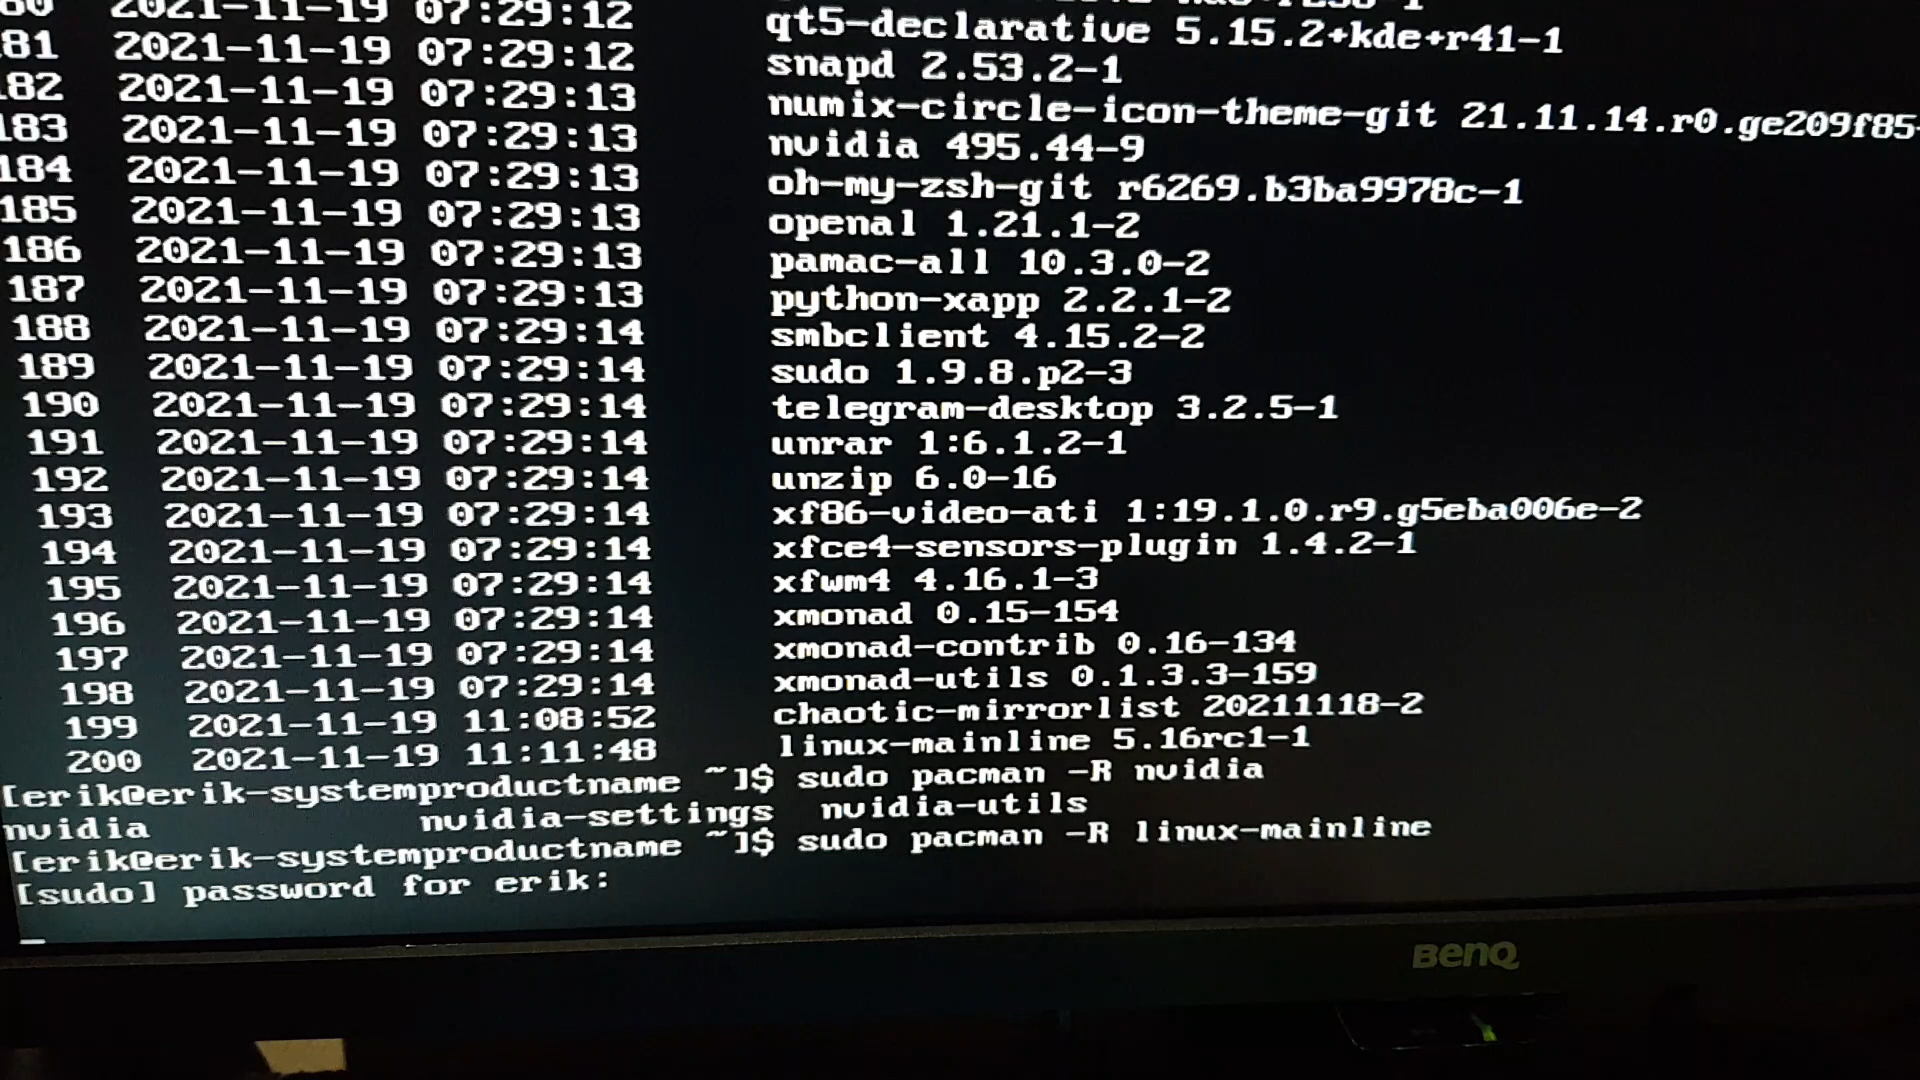 80 2021-11-19 07:29:12
181 2021-11-19 07:29:12 qt5-declarative 5.15.2+kde+r41-1
182 2021-11-19 07:29:13 snapd 2.53.2-1
183 2021-11-19 07:29:13 numix-circle-icon-theme-git 21.11.14.r0.ge209f85-
184 2021-11-19 07:29:13 nvidia 495.44-9
185 2021-11-19 07:29:13 oh-my-zsh-git r6269.b3ba9978c-1
186 2021-11-19 07:29:13 openal 1.21.1-2
187 2021-11-19 07:29:13 pamac-all 10.3.0-2
188 2021-11-19 07:29:14 python-xapp 2.2.1-2
189 2021-11-19 07:29:14 smbclient 4.15.2-2
190 2021-11-19 07:29:14 sudo 1.9.8.p2-3
191 2021-11-19 07:29:14 telegram-desktop 3.2.5-1
192 2021-11-19 07:29:14 unrar 1:6.1.2-1
193 2021-11-19 07:29:14 unzip 6.0-16
194 2021-11-19 07:29:14 xf86-video-ati 1:19.1.0.r9.g5eba006e-2
195 2021-11-19 07:29:14 xfce4-sensors-plugin 1.4.2-1
196 2021-11-19 07:29:14 xfwm4 4.16.1-3
197 2021-11-19 07:29:14 xmonad 0.15-154
198 2021-11-19 07:29:14 xmonad-contrib 0.16-134
199 2021-11-19 11:08:52 xmonad-utils 0.1.3.3-159
200 2021-11-19 11:11:48 chaotic-mirrorlist 20211118-2
linux-mainline 5.16rc1-1
[erik@erik-systemproductname ~]$ sudo pacman -R nvidia
nvidia nvidia-settings nvidia-utils
[erik@erik-systemproductname ~]$ sudo pacman -R linux-mainline
[sudo] password for erik:
BenQ